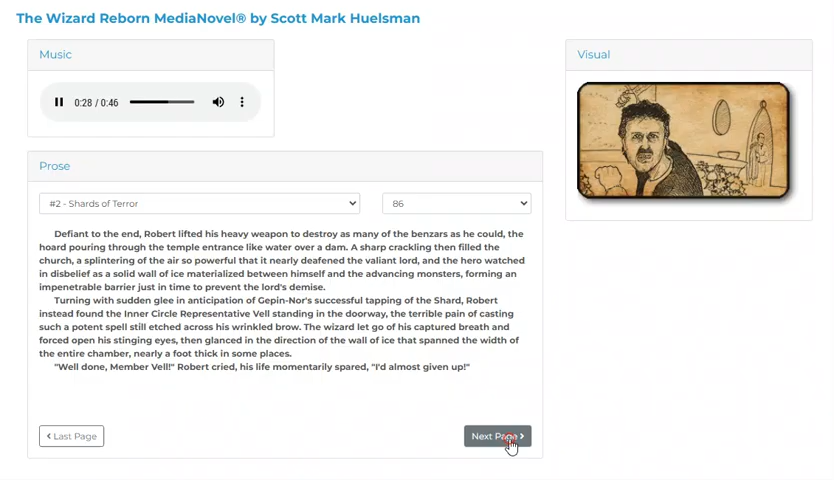 The Wizard Reborn MediaNovel® by Scott Mark Huelsman
Music
0:28 / 0:46
Visual
Prose
#2 - Shards of Terror
86
Defiant to the end, Robert lifted his heavy weapon to destroy as many of the benzars as he could, the
hoard pouring through the temple entrance like water over a dam. A sharp crackling then filled the
church, a splintering of the air so powerful that it nearly deafened the valiant lord, and the hero watched
in disbelief as a solid wall of ice materialized between himself and the advancing monsters, forming an
impenetrable barrier just in time to prevent the lord's demise.
Turning with sudden glee in anticipation of Gepin-Nor's successful tapping of the Shard, Robert
instead found the Inner Circle Representative Vell standing in the doorway, the terrible pain of casting
such a potent spell still etched across his wrinkled brow. The wizard let go of his captured breath and
forced open his stinging eyes, then glanced in the direction of the wall of ice that spanned the width of
the entire chamber, nearly a foot thick in some places.
"Well done, Member Vell!" Robert cried, his life momentarily spared, "I'd almost given up!"
Last Page
Next Page